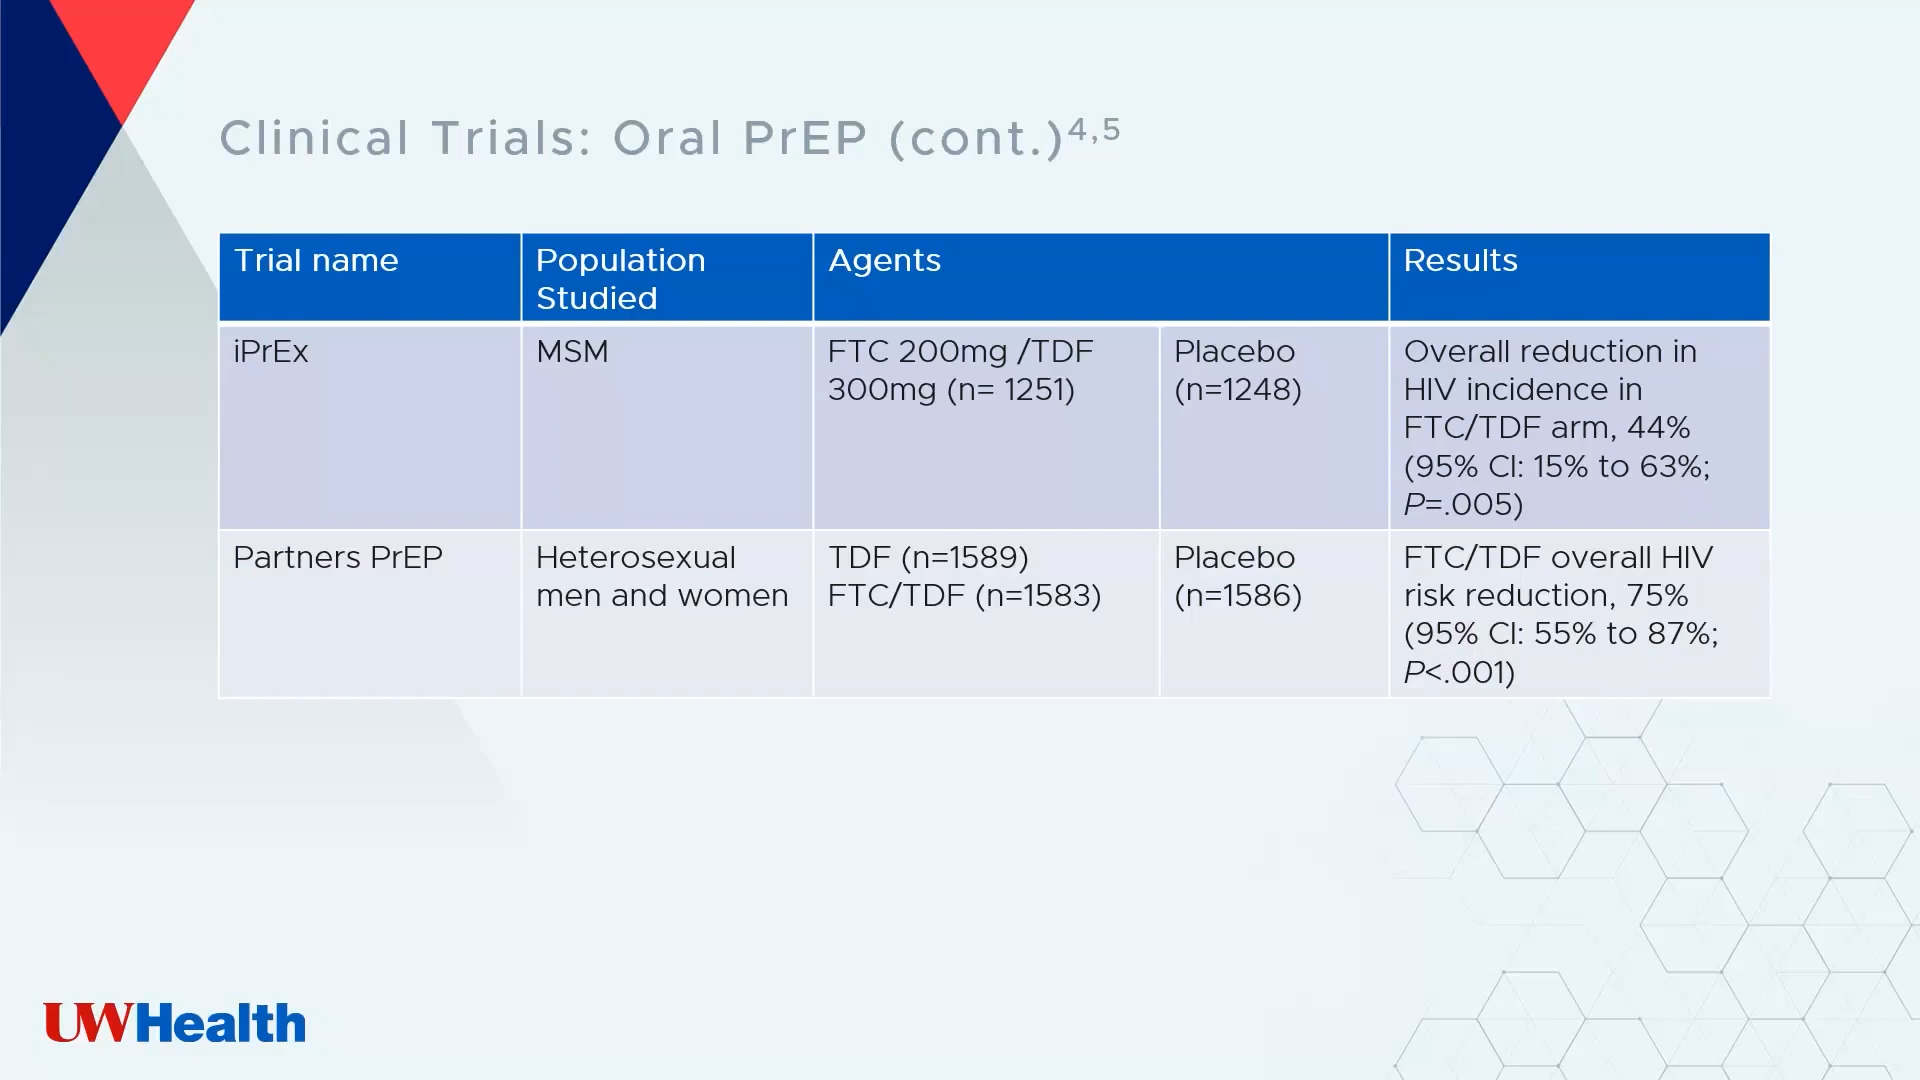 Clinical Trials: Oral PrEP (cont.)4,5
Trial name
Population
Studied
Agents
Results
iPrEx
MSM
FTC 200mg /TDF
300mg (n= 1251)
Placebo
(n=1248)
Overall reduction in
HIV incidence in
FTC/TDF arm, 44%
(95% CI: 15% to 63%;
P=.005)
Partners PrEP
Heterosexual
men and women
TDF (n=1589)
FTC/TDF (n=1583)
Placebo
(n=1586)
FTC/TDF overall HIV
risk reduction, 75%
(95% CI: 55% to 87%;
P<.001)
UWHealth